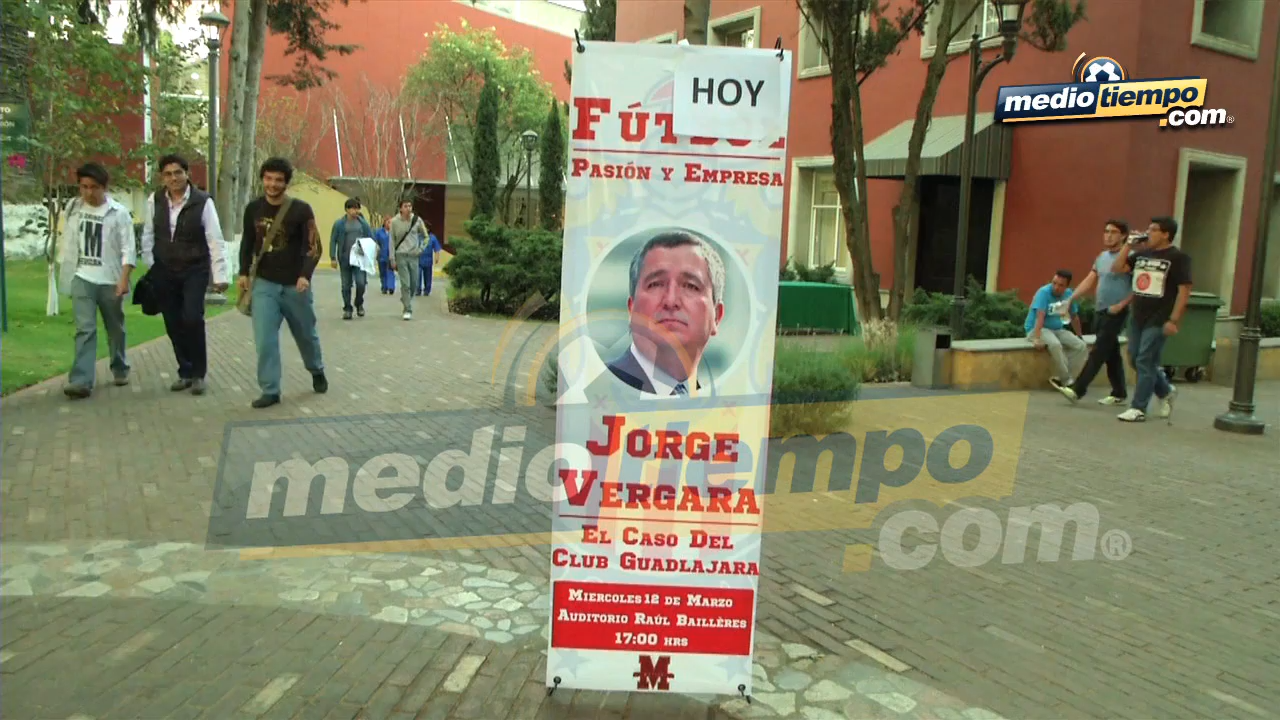 HOY
FÚTBOL
PASIÓN Y EMPRESA
JORGE
VERGARA
EL CASO DEL
CLUB GUADLAJARA
MIERCOLES 12 DE MARZO
AUDITORIO RAÚL BAILLÈRES
17:00 HRS
M
mediotiempo
.com®
mediotiempo
.com®